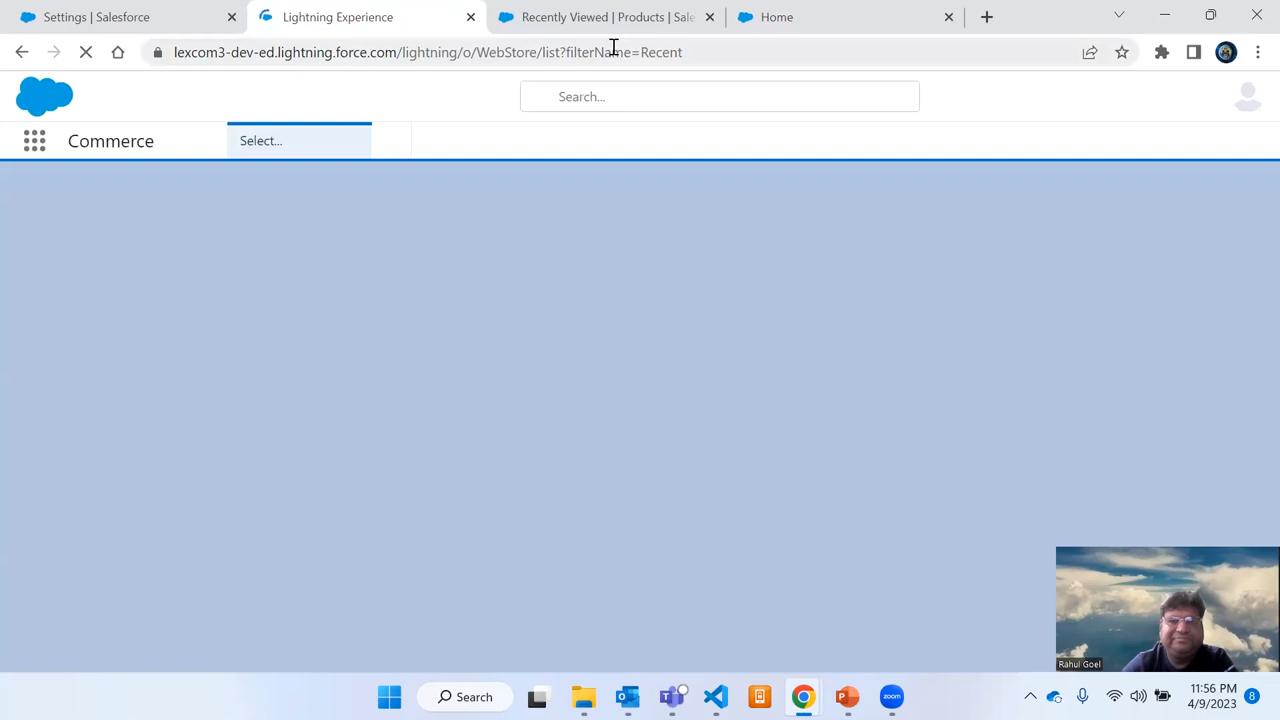 Settings | Salesforce
Lightning Experience
Recently Viewed | Products | Sale
Home
lexcom3-dev-ed.lightning.force.com/lightning/o/WebStore/list?filterName=Recent
Search...
Commerce
Select...
Rahul Goel
Search
11:56 PM
4/9/2023
8
zoom